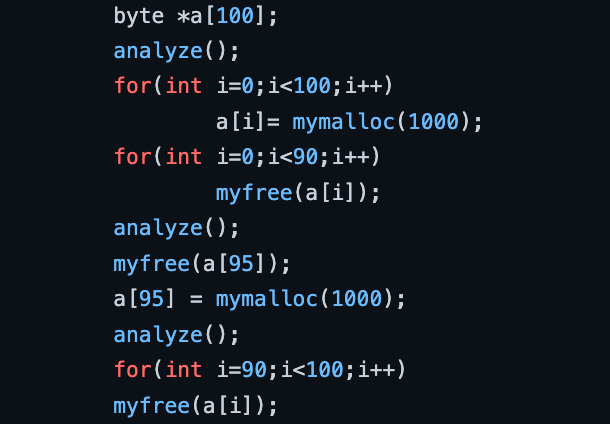 byte *a[100];
analyze();
for(int i=0;i<100;i++)
a[i]= mymalloc(1000);
for(int i=0;i<90;i++)
myfree(a[i]);
analyze();
myfree(a[95]);
a[95] = mymalloc(1000);
analyze();
for(int i=90;i<100;i++)
myfree(a[i]);